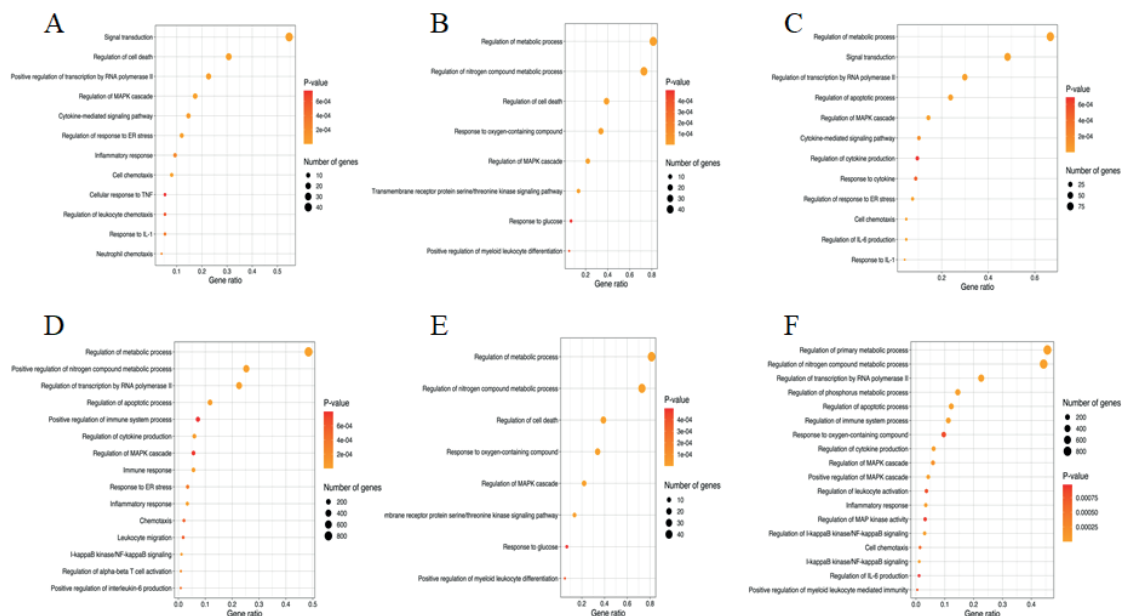 A
Signal transduction
Regulation of cell death
Positive regulation of transcription by RNA polymerase II
Regulation of MAPK cascade
Cytokine-mediated signaling pathway
Regulation of response to ER stress
Inflammatory response
Cell chemotaxis
Cellular response to TNF
Regulation of leukocyte chemotaxis
Response to IL-1
Neutrophil chemotaxis
0.1 0.2 0.3 0.4 0.5
Gene ratio
P-value
6e-04
4e-04
2e-04
Number of genes
10
20
30
40
B
Regulation of metabolic process
Regulation of nitrogen compound metabolic process
Regulation of cell death
Response to oxygen-containing compound
Regulation of MAPK cascade
Transmembrane receptor protein serine/threonine kinase signaling pathway
Response to glucose
Positive regulation of myeloid leukocyte differentiation
0.2 0.4 0.6 0.8
Gene ratio
P-value
4e-04
3e-04
2e-04
1e-04
Number of genes
10
20
30
40
C
Regulation of metabolic process
Signal transduction
Regulation of transcription by RNA polymerase II
Regulation of apoptotic process
Regulation of MAPK cascade
Cytokine-mediated signaling pathway
Regulation of cytokine production
Response to cytokine
Regulation of response to ER stress
Cell chemotaxis
Regulation of IL-6 production
Response to IL-1
0.2 0.4 0.6
Gene ratio
P-value
6e-04
4e-04
2e-04
Number of genes
25
50
75
D
Regulation of metabolic process
Positive regulation of nitrogen compound metabolic process
Regulation of transcription by RNA polymerase II
Regulation of apoptotic process
Positive regulation of immune system process
Regulation of cytokine production
Regulation of MAPK cascade
Immune response
Response to ER stress
Inflammatory response
Chemotaxis
Leukocyte migration
I-kappaB kinase/NF-kappaB signaling
Regulation of alpha-beta T cell activation
Positive regulation of interleukin-6 production
0.0 0.1 0.2 0.3 0.4 0.5
Gene ratio
P-value
6e-04
4e-04
2e-04
Number of genes
200
400
600
800
E
Regulation of metabolic process
Regulation of nitrogen compound metabolic process
Regulation of cell death
Response to oxygen-containing compound
Regulation of MAPK cascade
mbrane receptor protein serine/threonine kinase signaling pathway
Response to glucose
Positive regulation of myeloid leukocyte differentiation
0.2 0.4 0.6 0.8
Gene ratio
P-value
4e-04
3e-04
2e-04
1e-04
Number of genes
10
20
30
40
F
Regulation of primary metabolic process
Regulation of nitrogen compound metabolic process
Regulation of transcription by RNA polymerase II
Regulation of phosphorus metabolic process
Regulation of apoptotic process
Regulation of immune system process
Response to oxygen-containing compound
Regulation of cytokine production
Regulation of MAPK cascade
Positive regulation of MAPK cascade
Regulation of leukocyte activation
Inflammatory response
Regulation of MAP kinase activity
Regulation of I-kappaB kinase/NF-kappaB signaling
Cell chemotaxis
I-kappaB kinase/NF-kappaB signaling
Regulation of IL-6 production
Positive regulation of myeloid leukocyte mediated immunity
0.0 0.1 0.2 0.3 0.4
Gene ratio
Number of genes
200
400
600
800
P-value
0.00075
0.00050
0.00025